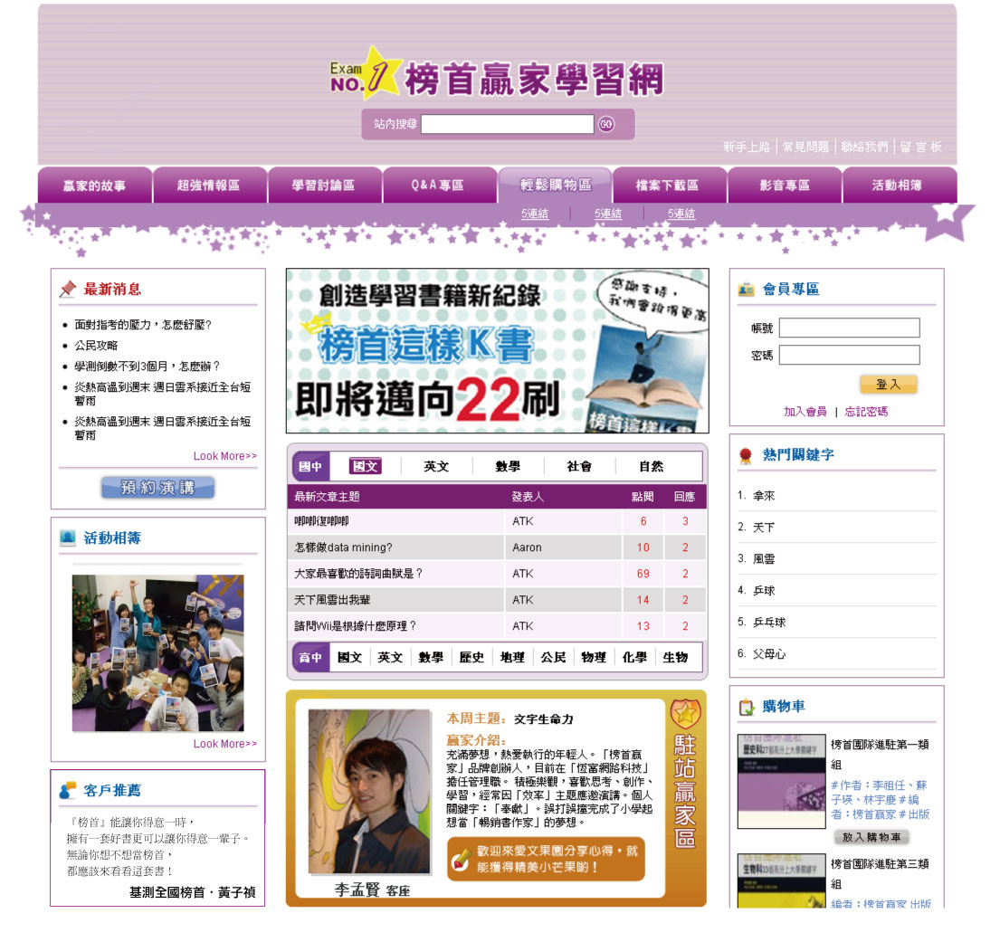 Exam NO.1 榜首贏家學習網
站內搜尋 GO
新手上路 | 常見問題 | 聯絡我們 | 留言板
贏家的故事 超強情報區 學習討論區 Q&A專區 輕鬆購物區 檔案下載區 影音專區 活動相簿
5連結 | 5連結 | 5連結
最新消息
面對指考的壓力，怎麼舒壓?
公民攻略
學測倒數不到3個月，怎麼辦？
炎熱高溫到週末 週日雲系接近全台短
暫雨
炎熱高溫到週末 週日雲系接近全台短
暫雨
Look More>>
預約演講
活動相簿
Look More>>
客戶推薦
『榜首』能讓你得意一時，
擁有一套好書更可以讓你得意一輩子。
無論你想不想當榜首，
都應該來看看這套書！
基測全國榜首．黃子禎
創造學習書籍新紀錄
榜首這樣K書
即將邁向22刷
感謝支持，
我們會做得更高
榜首這樣K書
國中 國文 英文 數學 社會 自然
最新文章主題 發表人 點閱 回應
唧唧復唧唧 ATK 6 3
怎樣做data mining? Aaron 10 2
大家最喜歡的詩詞曲賦是？ ATK 69 2
天下風雲出我輩 ATK 14 2
請問Wii是根據什麼原理？ ATK 13 2
高中 國文 英文 數學 歷史 地理 公民 物理 化學 生物
本周主題：文字生命力
贏家介紹：
充滿夢想，熱愛執行的年輕人。「榜首贏
家」品牌創辦人，目前在「恆富網路科技」
擔任管理職。 積極樂觀，喜歡思考、創作、
學習，經常因「效率」主題應邀演講。個人
關鍵字：「奉獻」。誤打誤撞完成了小學起
想當「暢銷書作家」的夢想。
歡迎來愛文果園分享心得，就
能獲得精美小芒果喲！
李孟賢 客座
駐站贏家區
會員專區
帳號
密碼
登入
加入會員 | 忘記密碼
熱門關鍵字
1. 拿來
2. 天下
3. 風雲
4. 乒球
5. 乒乓球
6. 父母心
購物車
歷史科27個高分上大學關鍵字
榜首團隊進駐第一類
組
#作者：李祖任、蘇
子瑛、林宇慶 #編
者：榜首贏家 #出版
放入購物車
生物科33個高分上大學關鍵字
榜首團隊進駐第三類
組
編者：榜首贏家 出版